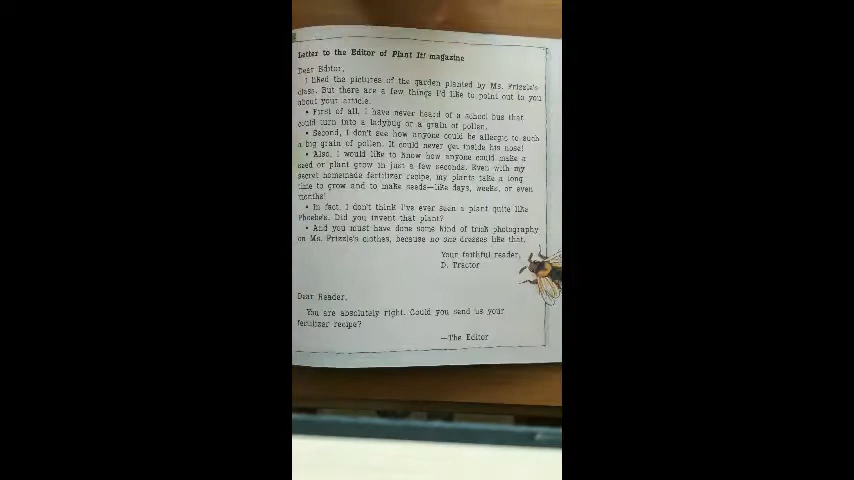 Letter to the Editor of Plant It! magazine
Dear Editor,
I liked the pictures of the garden planted by Ms. Frizzle's
class. But there are a few things I'd like to point out to you
about your article.
• First of all, I have never heard of a school bus that
could turn into a ladybug or a grain of pollen.
• Second, I don't see how anyone could be allergic to such
a big grain of pollen. It could never get inside his nose!
• Also, I would like to know how anyone could make a
seed or plant grow in just a few seconds. Even with my
secret homemade fertilizer recipe, my plants take a long
time to grow and to make seeds—like days, weeks, or even
months!
• In fact, I don't think I've ever seen a plant quite like
Phoebe's. Did you invent that plant?
• And you must have done some kind of trick photography
on Ms. Frizzle's clothes, because no one dresses like that.
Your faithful reader,
D. Tractor
Dear Reader,
You are absolutely right. Could you send us your
fertilizer recipe?
—The Editor